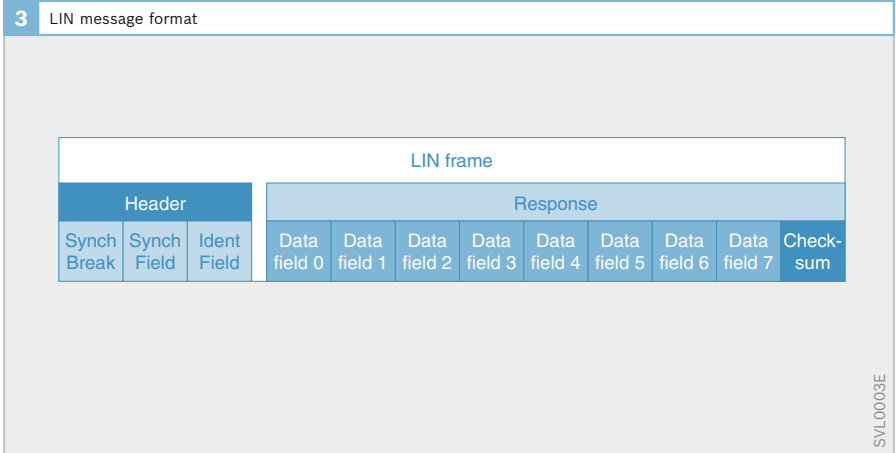 3 LIN message format
LIN frame
Header
Response
Synch Break
Synch Field
Ident Field
Data field 0
Data field 1
Data field 2
Data field 3
Data field 4
Data field 5
Data field 6
Data field 7
Check-
sum
SVL0003E